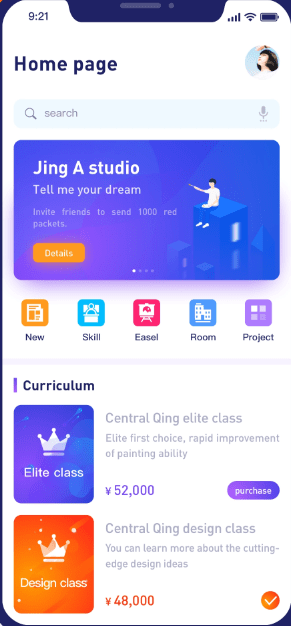 9:21
Home page
search
Jing A studio
Tell me your dream
Invite friends to send 1000 red
packets.
Details
New
Skill
Easel
Room
Project
Curriculum
Elite class
Central Qing elite class
Elite first choice, rapid improvement
of painting ability
¥ 52,000
purchase
Design class
Central Qing design class
You can learn more about the cutting-
edge design ideas
¥ 48,000